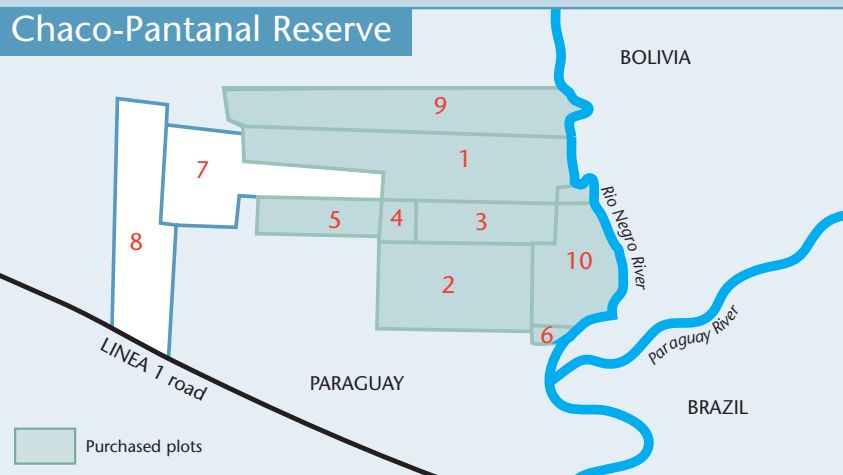 Chaco-Pantanal Reserve
BOLIVIA
9
1
7
Rio Negro River
5
4
3
8
10
2
6
Paraguay River
LINEA 1 road
PARAGUAY
BRAZIL
Purchased plots